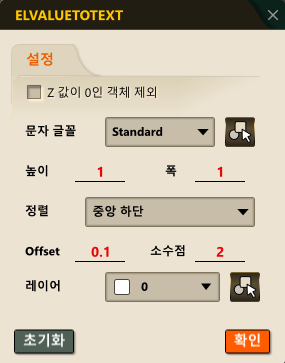 ELVALUETOTEXT
설정
Z 값이 0인 객체 제외
문자 글꼴 Standard
높이 1 폭 1
정렬 중앙 하단
Offset 0.1 소수점 2
레이어 0
초기화 확인